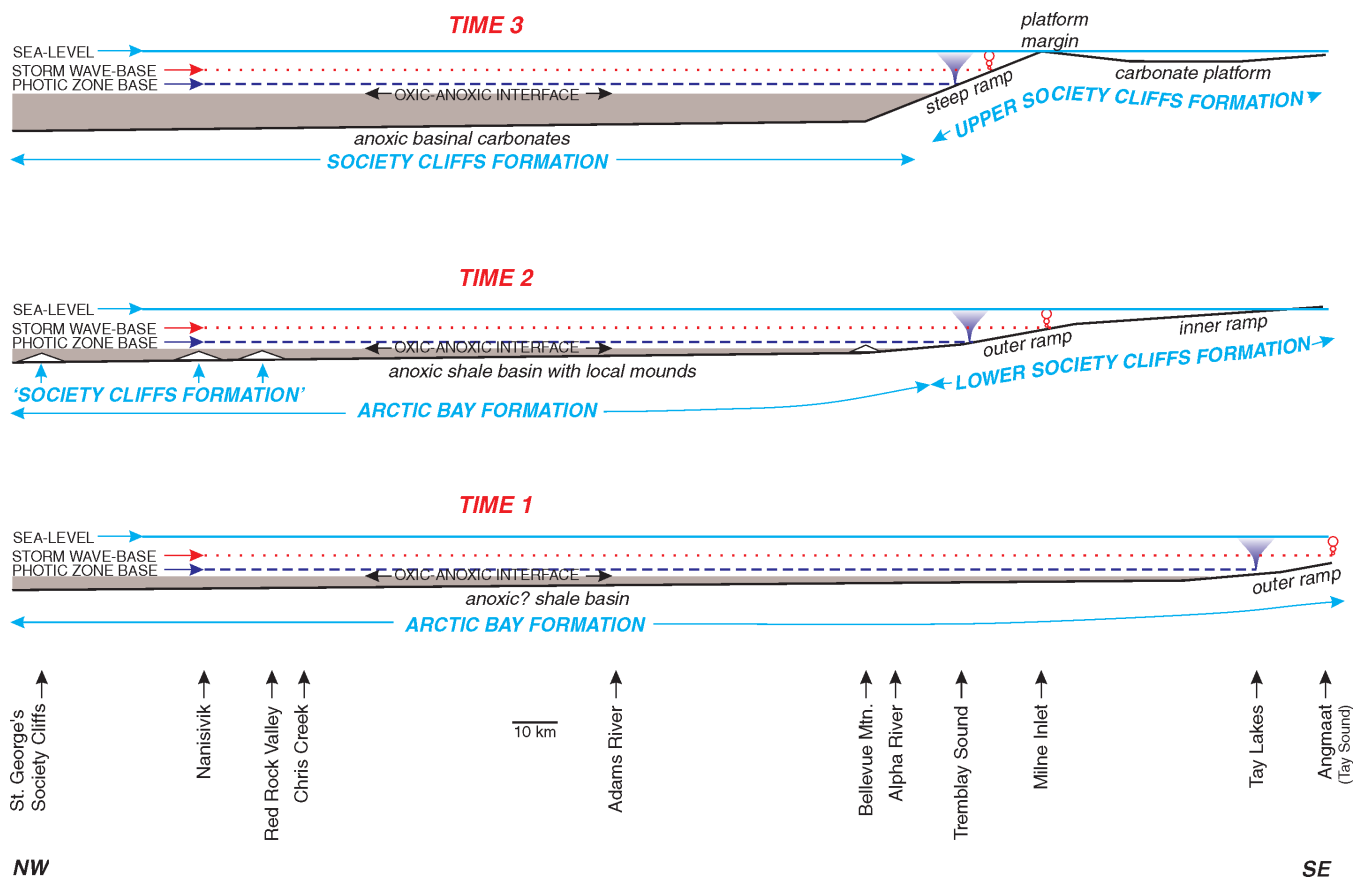 TIME 3
platform
margin
SEA-LEVEL
STORM WAVE-BASE
PHOTIC ZONE BASE
OXIC-ANOXIC INTERFACE
carbonate platform
steep ramp
UPPER SOCIETY CLIFFS FORMATION
anoxic basinal carbonates
SOCIETY CLIFFS FORMATION
TIME 2
SEA-LEVEL
STORM WAVE-BASE
PHOTIC ZONE BASE
OXIC-ANOXIC INTERFACE
inner ramp
outer ramp
anoxic shale basin with local mounds
'SOCIETY CLIFFS FORMATION'
LOWER SOCIETY CLIFFS FORMATION
ARCTIC BAY FORMATION
TIME 1
SEA-LEVEL
STORM WAVE-BASE
PHOTIC ZONE BASE
OXIC-ANOXIC INTERFACE
outer ramp
anoxic? shale basin
ARCTIC BAY FORMATION
St. George's
Society Cliffs
Nanisivik
Red Rock Valley
Chris Creek
10 km
Adams River
Bellevue Mtn.
Alpha River
Tremblay Sound
Milne Inlet
Tay Lakes
Angmaat
(Tay Sound)
NW
SE